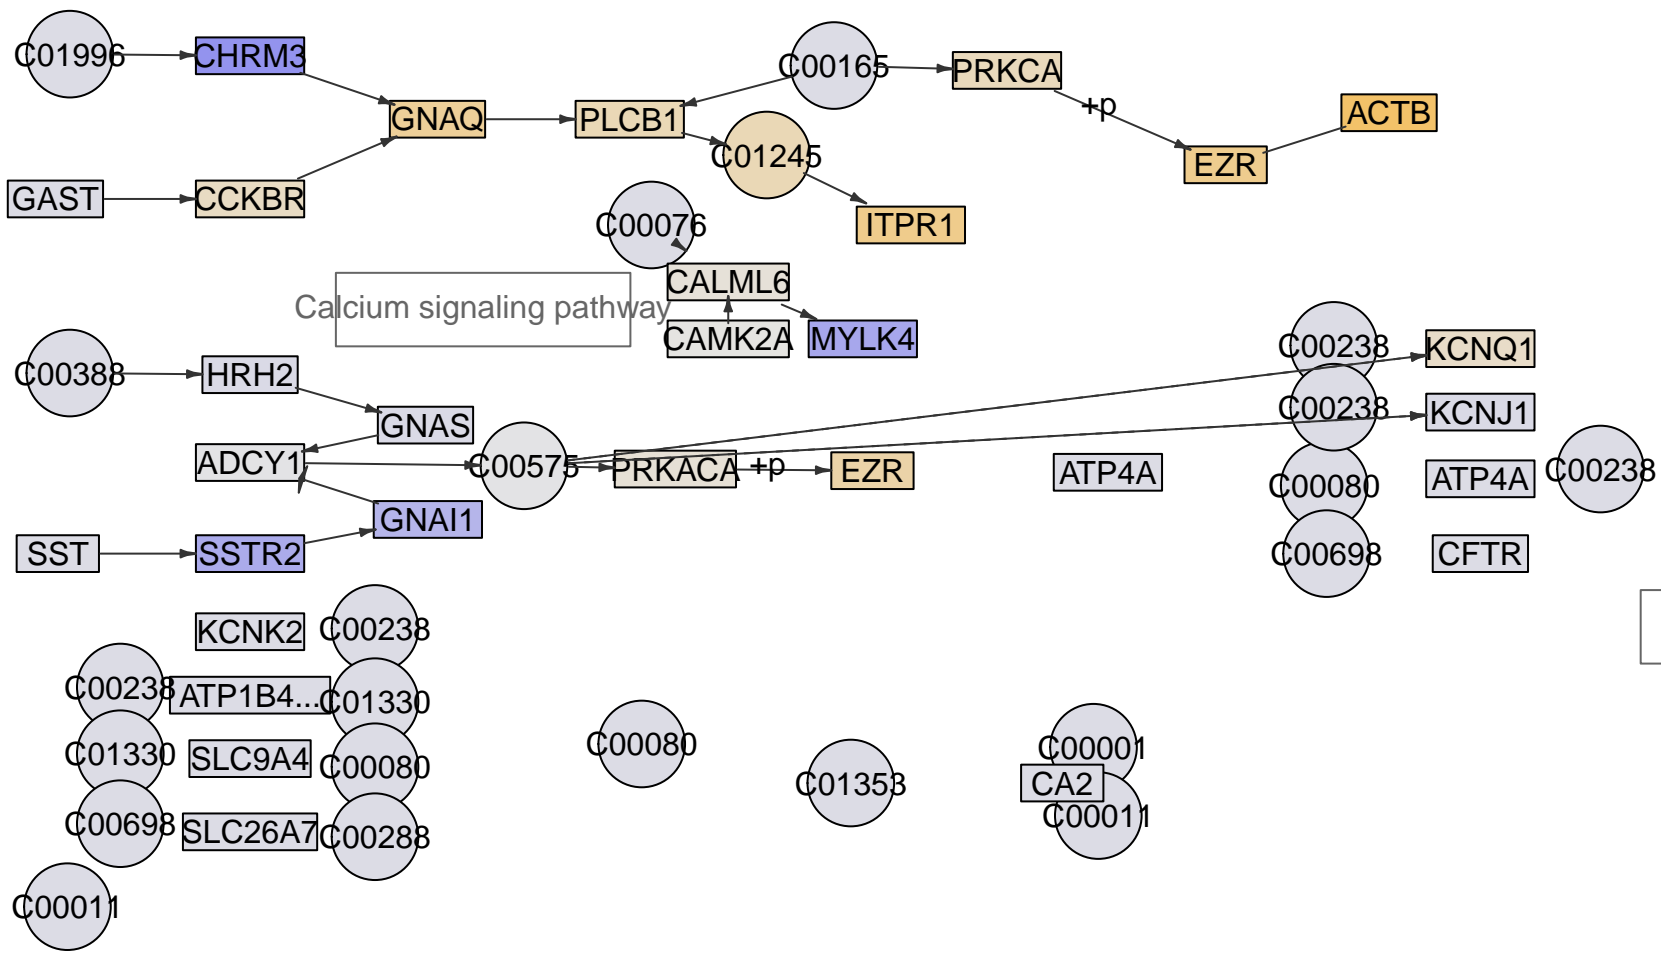 C01996
CHRM3
C00165
PRKCA
+p
ACTB
GNAQ
PLCB1
C01245
EZR
GAST
CCKBR
C00076
ITPR1
CALML6
Calcium signaling pathway
CAMK2A
MYLK4
C00238
KCNQ1
C00388
HRH2
C00238
KCNJ1
GNAS
ADCY1
C00575
PRKACA
+p
EZR
ATP4A
C00080
ATP4A
C00238
GNAI1
SST
SSTR2
C00698
CFTR
KCNK2
C00238
C00238
ATP1B4...
C01330
C01330
SLC9A4
C00080
C00080
C01353
C00001
CA2
C00011
C00698
SLC26A7
C00288
C00011